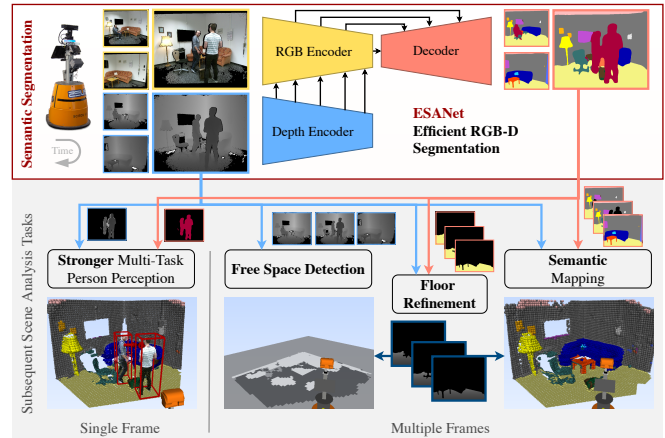 Semantic Segmentation
Time
RGB Encoder
Decoder
Depth Encoder
ESANet
Efficient RGB-D
Segmentation
Subsequent Scene Analysis Tasks
Stronger Multi-Task
Person Perception
Free Space Detection
Floor
Refinement
Semantic
Mapping
Single Frame
Multiple Frames